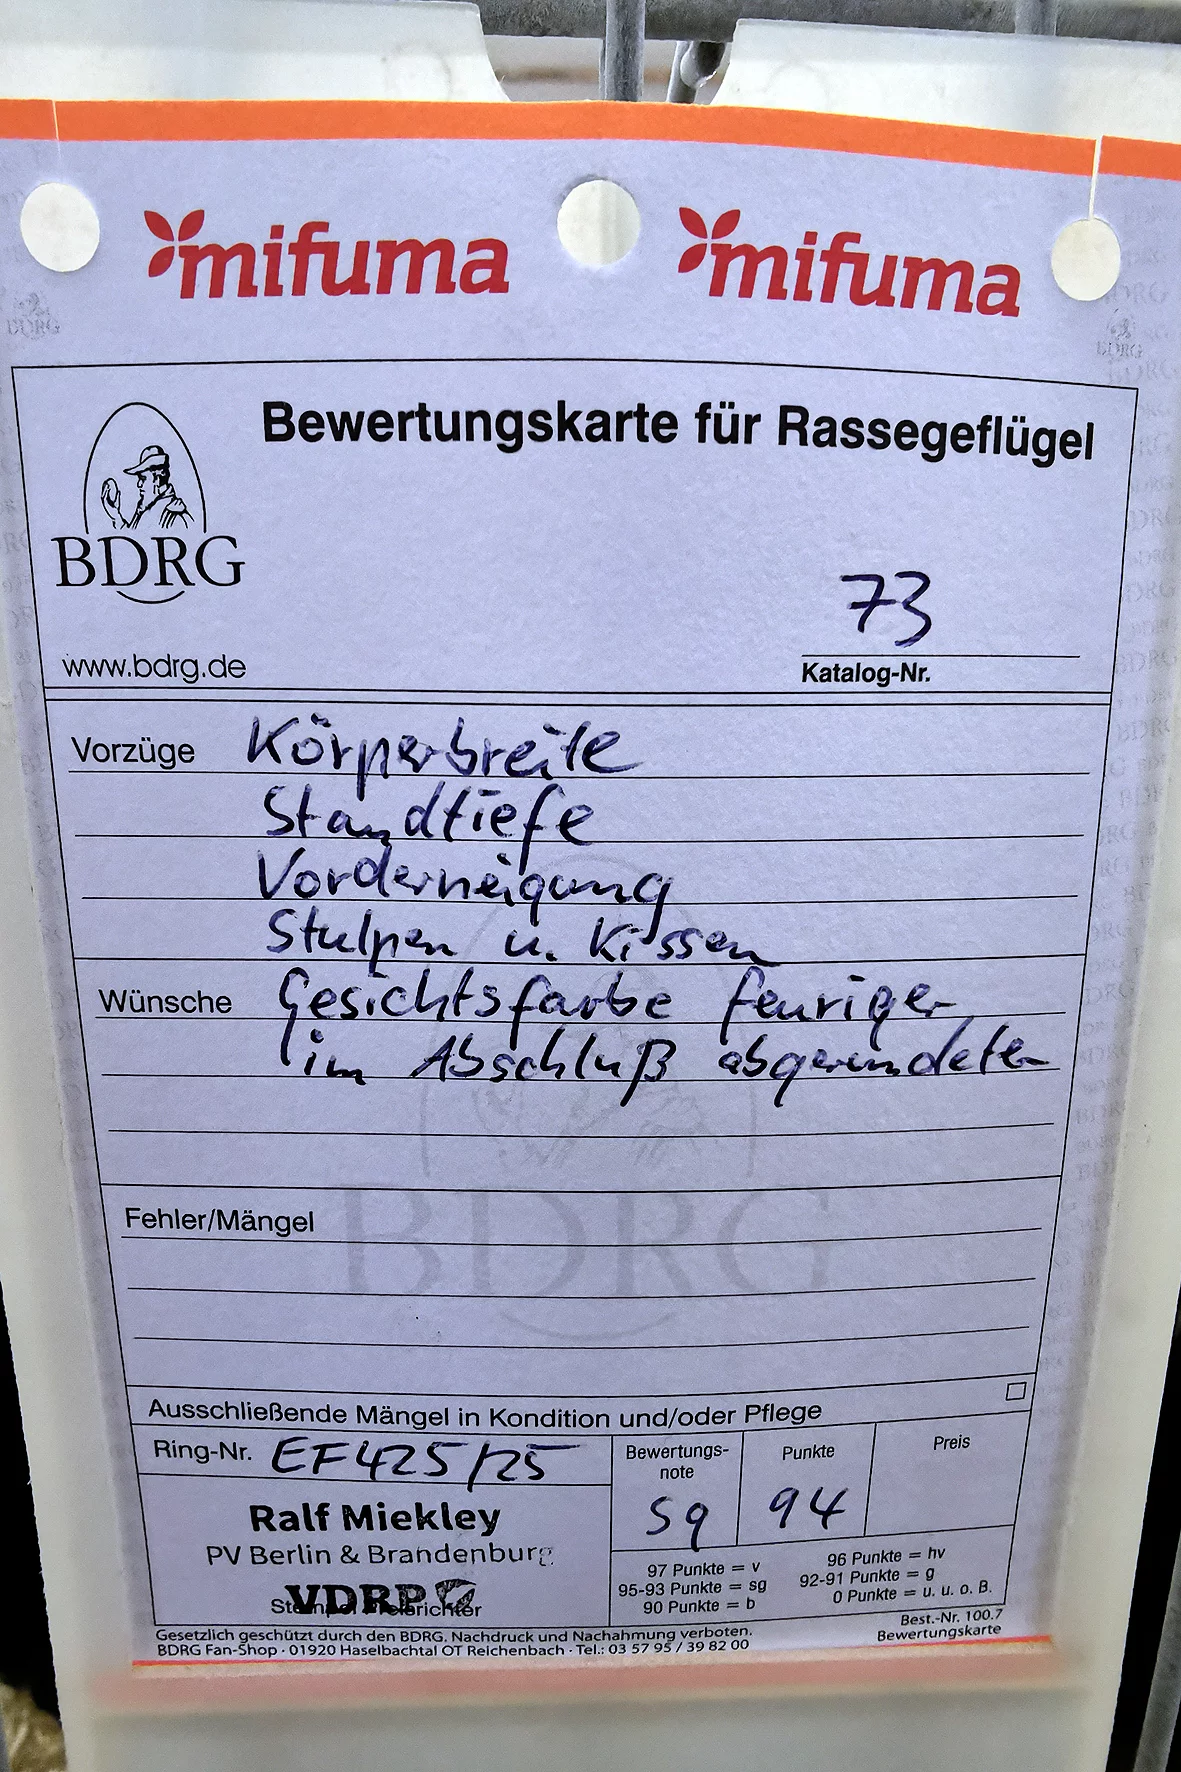 mifuma mifuma
Bewertungskarte für Rassegeflügel
BDRG
www.bdrg.de
73
Katalog-Nr.
Vorzüge Körperbreite
Standtiefe
Vorderneigung
Stulpen u. Kissen
Wünsche Gesichtsfarbe feuriger
im Abschluß abgerundeter
Fehler/Mängel
BDRG
Ausschließende Mängel in Kondition und/oder Pflege
Ring-Nr. EF425/25
Bewertungs-
note
sg
Punkte
94
Preis
Ralf Miekley
PV Berlin & Brandenburg
VDRP
Stempel Preisrichter
97 Punkte = v 96 Punkte = hv
95-93 Punkte = sg 92-91 Punkte = g
90 Punkte = b 0 Punkte = u. u. o. B.
Gesetzlich geschützt durch den BDRG. Nachdruck und Nachahmung verboten.
BDRG Fan-Shop · 01920 Haselbachtal OT Reichenbach · Tel.: 03 57 95 / 39 82 00
Best.-Nr. 100.7
Bewertungskarte